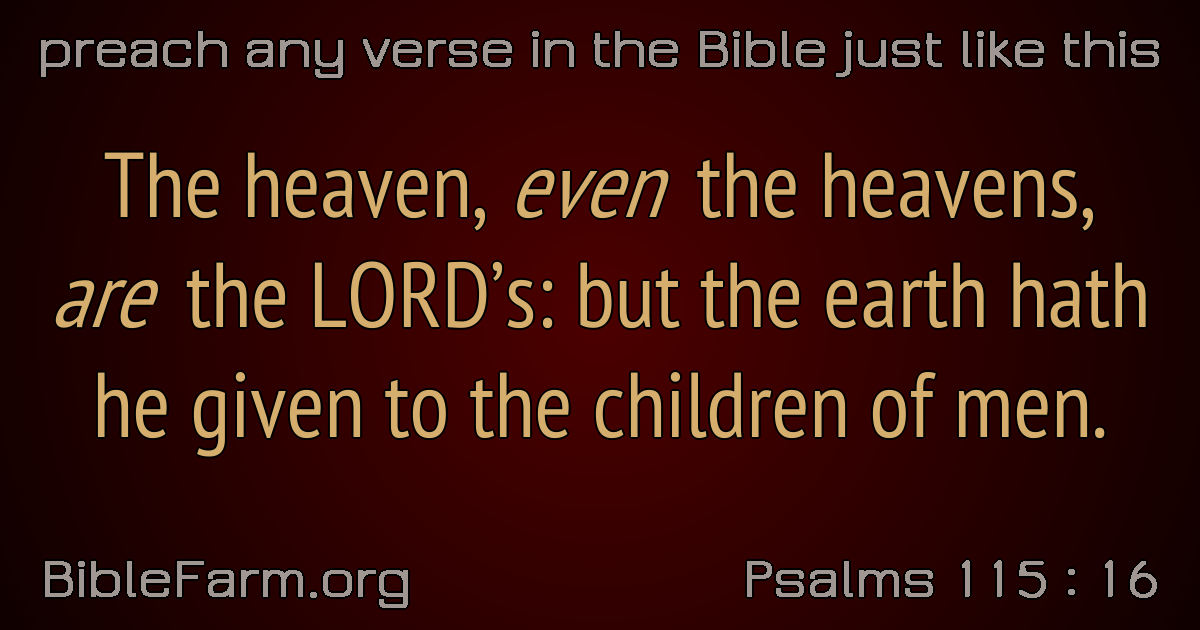 preach any verse in the Bible just like this
The heaven, even the heavens,
are the LORD’s: but the earth hath
he given to the children of men.
BibleFarm.org
Psalms 115 : 16